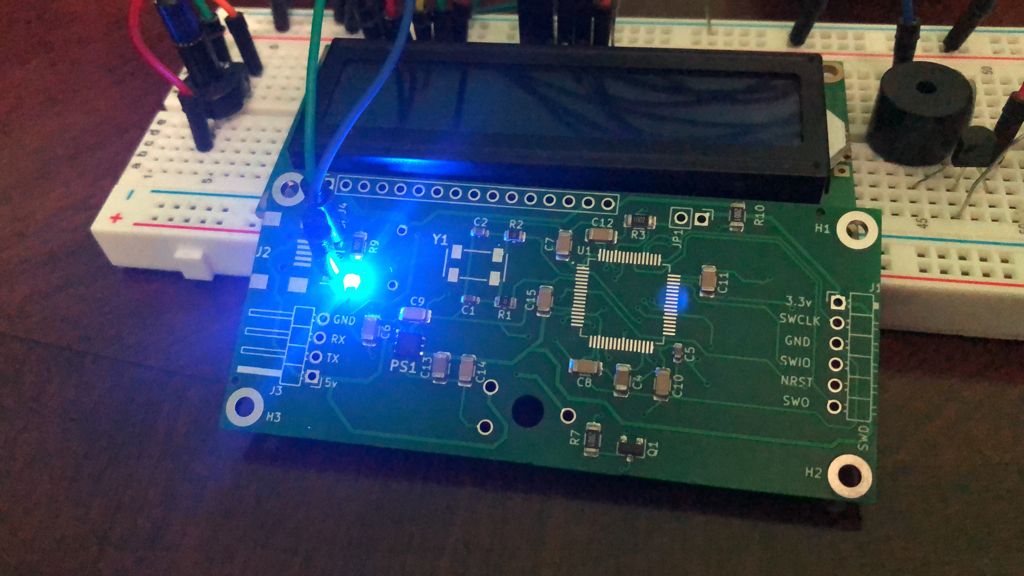 J4
R9
J2
Y1
C2
R2
C7
C12
R3
JP1
R10
H1
U1
C11
C15
C1
R1
C9
C6
GND
RX
TX
5v
J3
H3
PS1
C13
C14
C8
C4
C10
C5
R7
Q1
J1
3.3v
SWCLK
GND
SWIO
NRST
SWO
SWD
H2
-
+
45
50